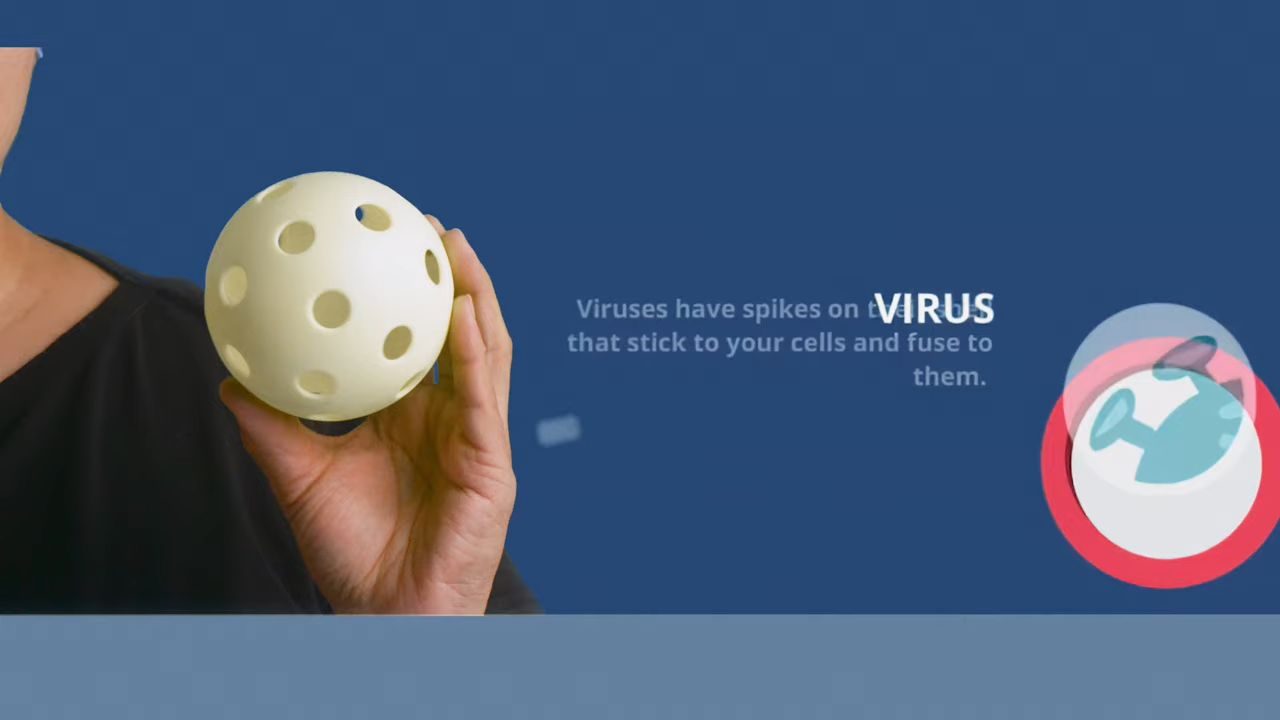 VIRUS
Viruses have spikes on
that stick to your cells and fuse to
them.